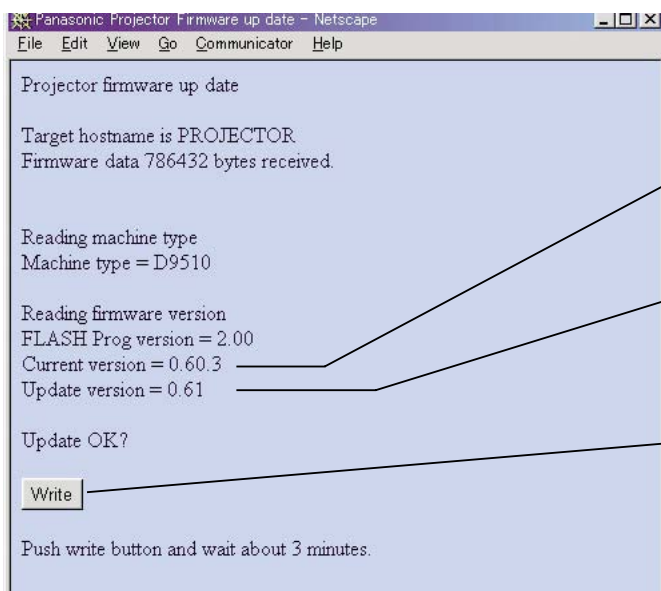 Panasonic Projector Firmware up date - Netscape
File Edit View Go Communicator Help
Projector firmware up date
Target hostname is PROJECTOR
Firmware data 786432 bytes received.
Reading machine type
Machine type = D9510
Reading firmware version
FLASH Prog version = 2.00
Current version = 0.60.3
Update version = 0.61
Update OK?
Write
Push write button and wait about 3 minutes.